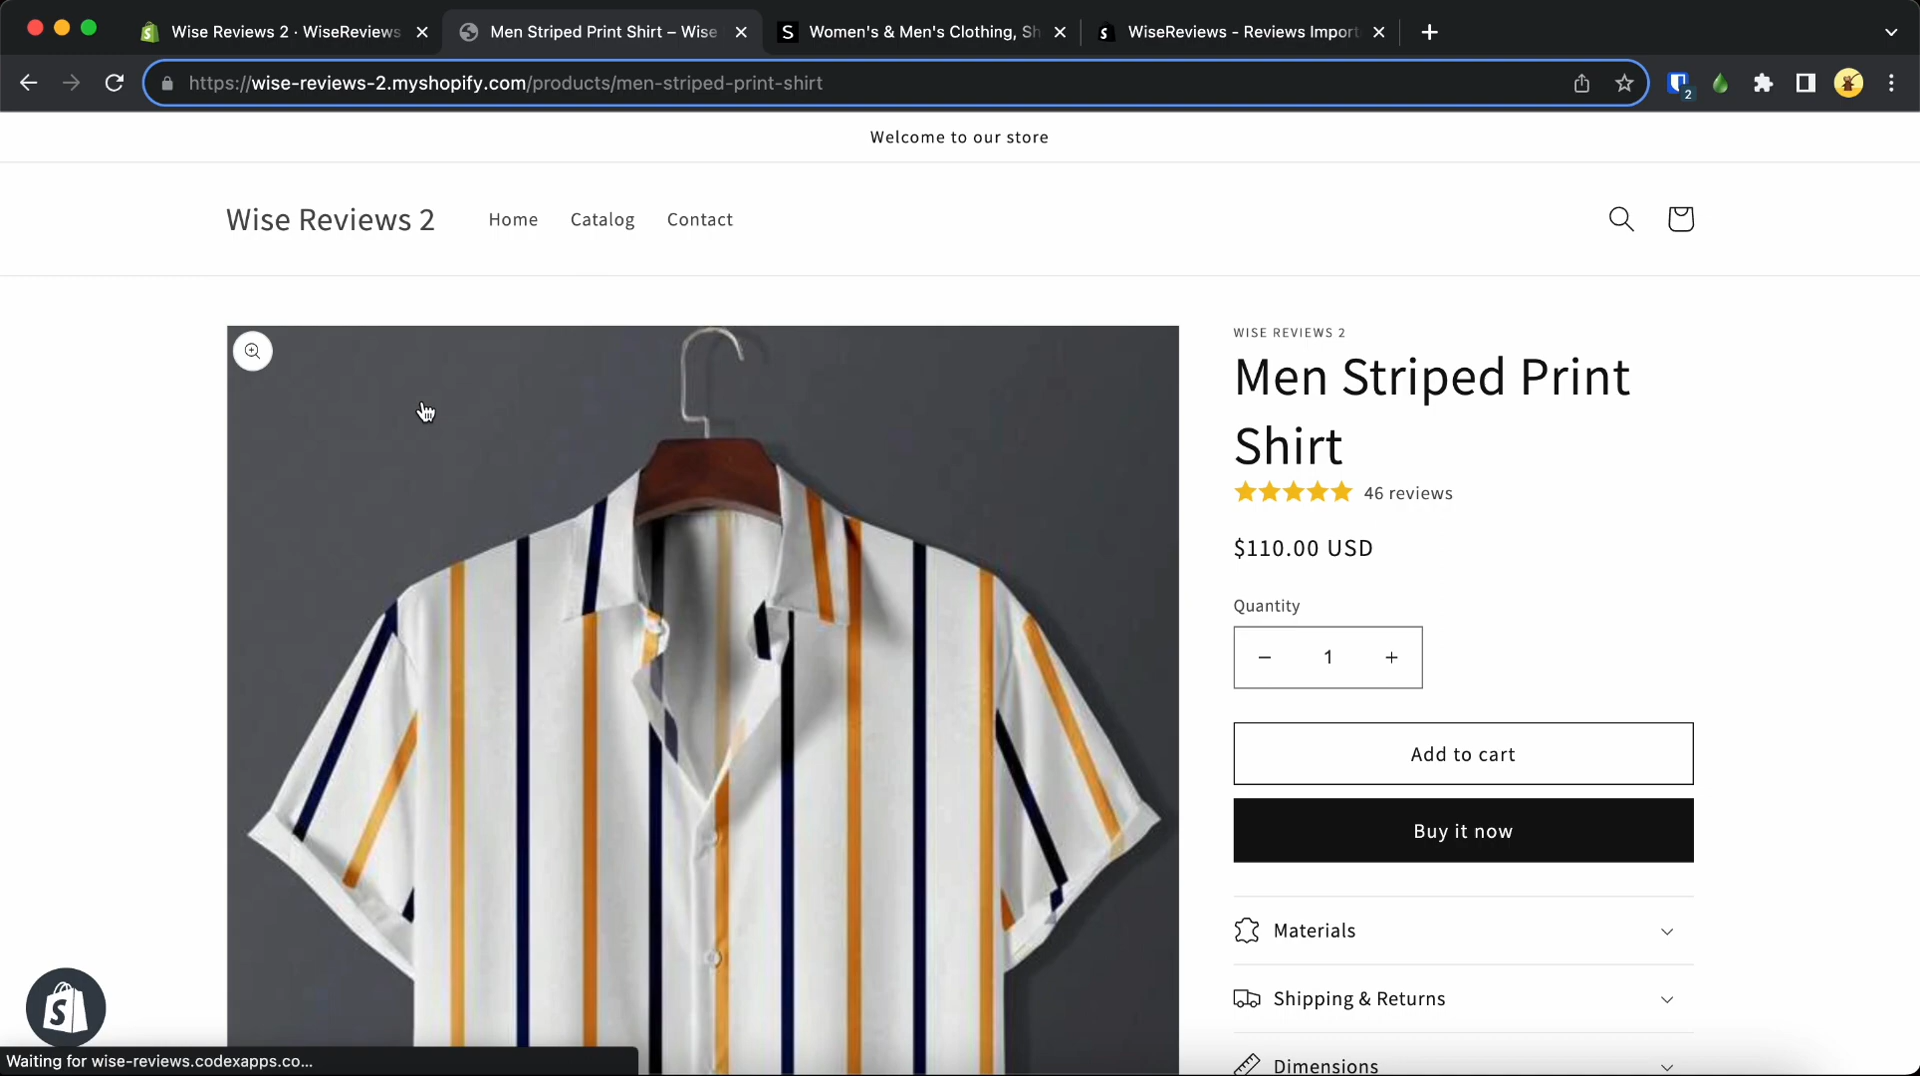 Wise Reviews 2 · WiseReviews
Men Striped Print Shirt – Wise
Women's & Men's Clothing, Sh
WiseReviews - Reviews Import
https://wise-reviews-2.myshopify.com/products/men-striped-print-shirt
2
Welcome to our store
Wise Reviews 2
Home
Catalog
Contact
WISE REVIEWS 2
Men Striped Print
Shirt
46 reviews
$110.00 USD
Quantity
− 1 +
Add to cart
Buy it now
Materials
Shipping & Returns
Dimensions
Waiting for wise-reviews.codexapps.co...